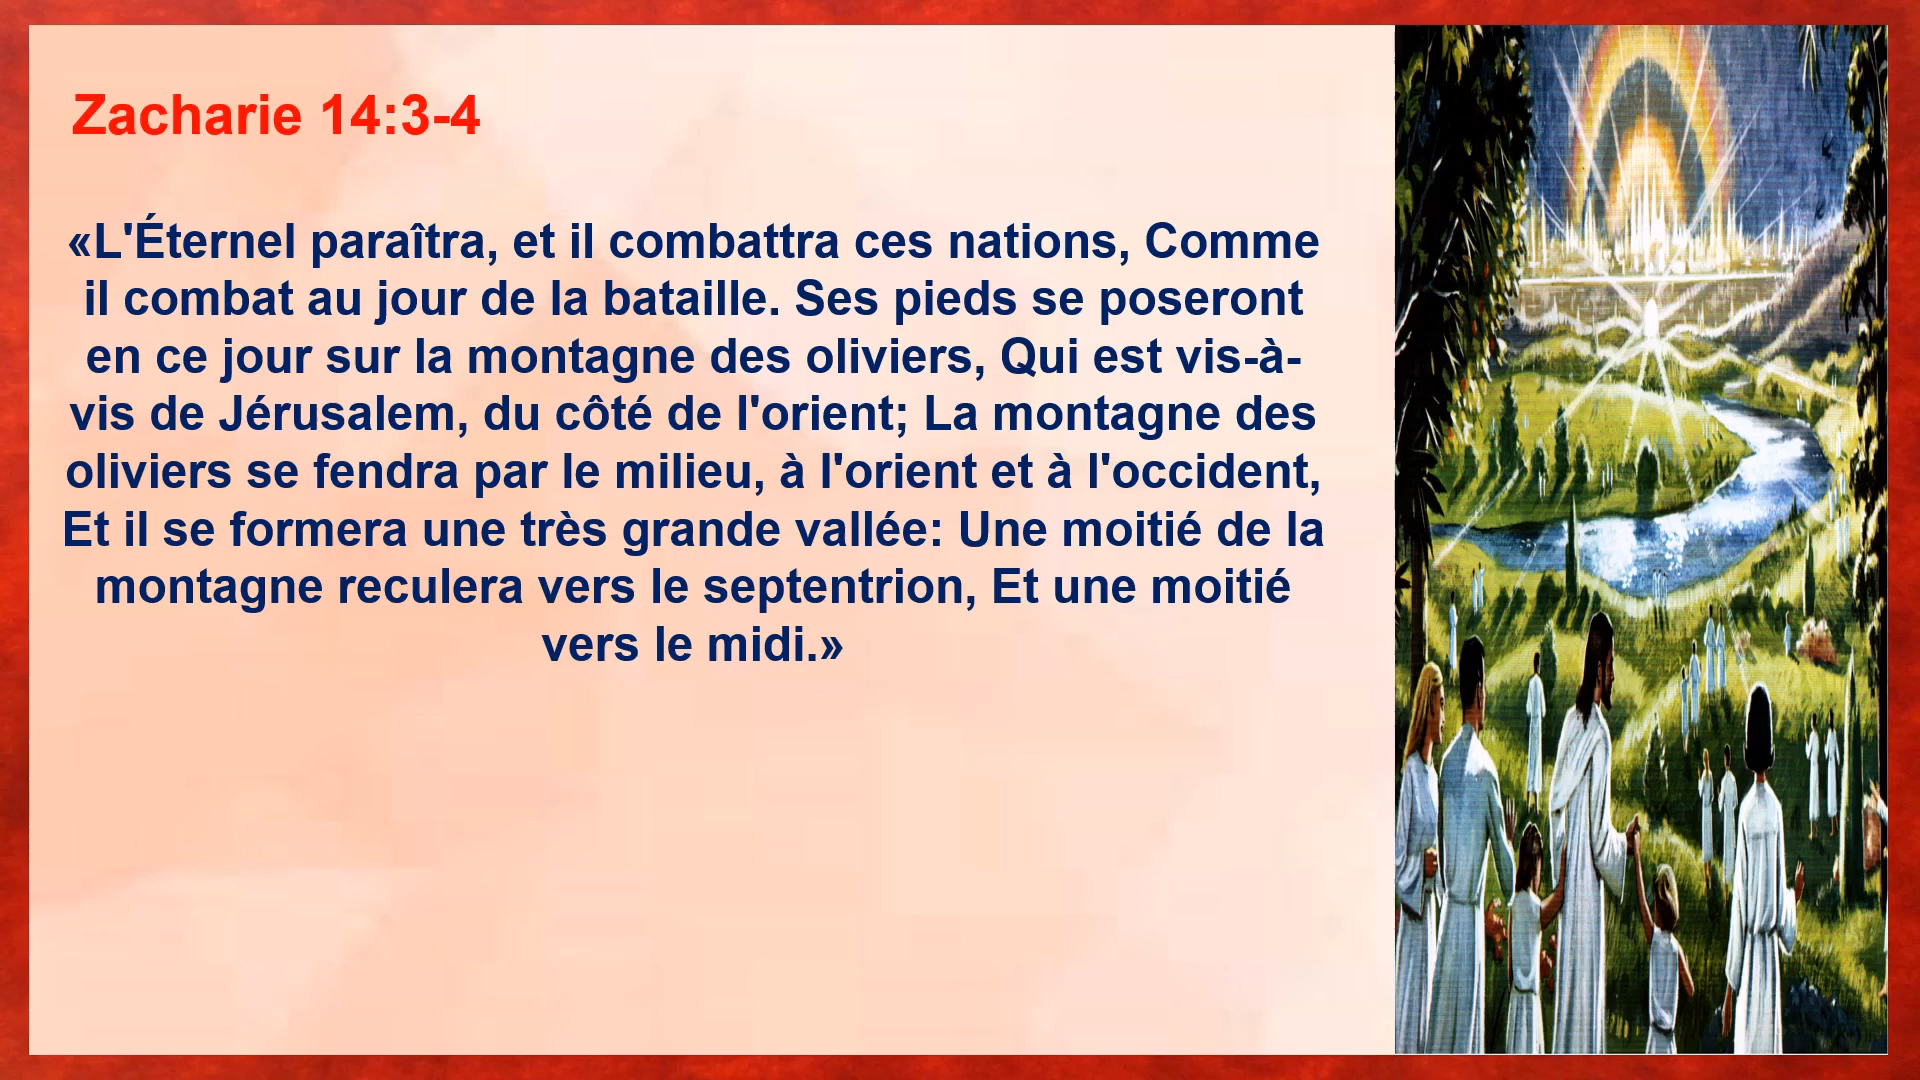 Zacharie 14:3-4
«L'Éternel paraîtra, et il combattra ces nations, Comme
il combat au jour de la bataille. Ses pieds se poseront
en ce jour sur la montagne des oliviers, Qui est vis-à-
vis de Jérusalem, du côté de l'orient; La montagne des
oliviers se fendra par le milieu, à l'orient et à l'occident,
Et il se formera une très grande vallée: Une moitié de la
montagne reculera vers le septentrion, Et une moitié
vers le midi.»